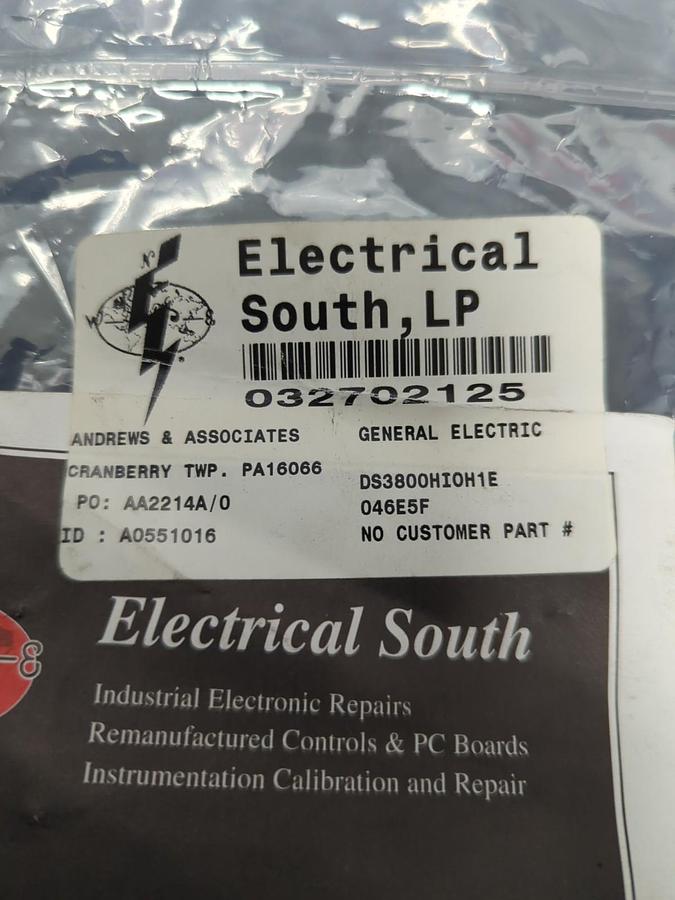 Electrical
South, LP
032702125
ANDREWS & ASSOCIATES
CRANBERRY TWP. PA16066
PO: AA2214A/0
ID : A0551016
GENERAL ELECTRIC
DS3800HIOH1E
046E5F
NO CUSTOMER PART #
Electrical South
Industrial Electronic Repairs
Remanufactured Controls & PC Boards
Instrumentation Calibration and Repair